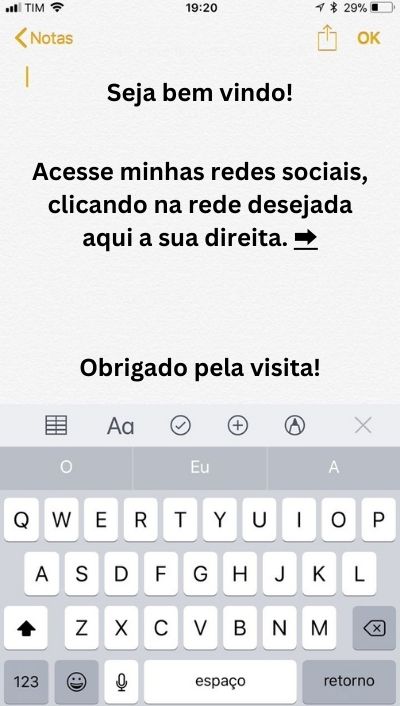 TIM 19:20 29%
Notas OK
Seja bem vindo!
Acesse minhas redes sociais,
clicando na rede desejada
aqui a sua direita. ➡
Obrigado pela visita!
Aa
O Eu A
Q W E R T Y U I O P
A S D F G H J K L
Z X C V B N M
123 espaço retorno